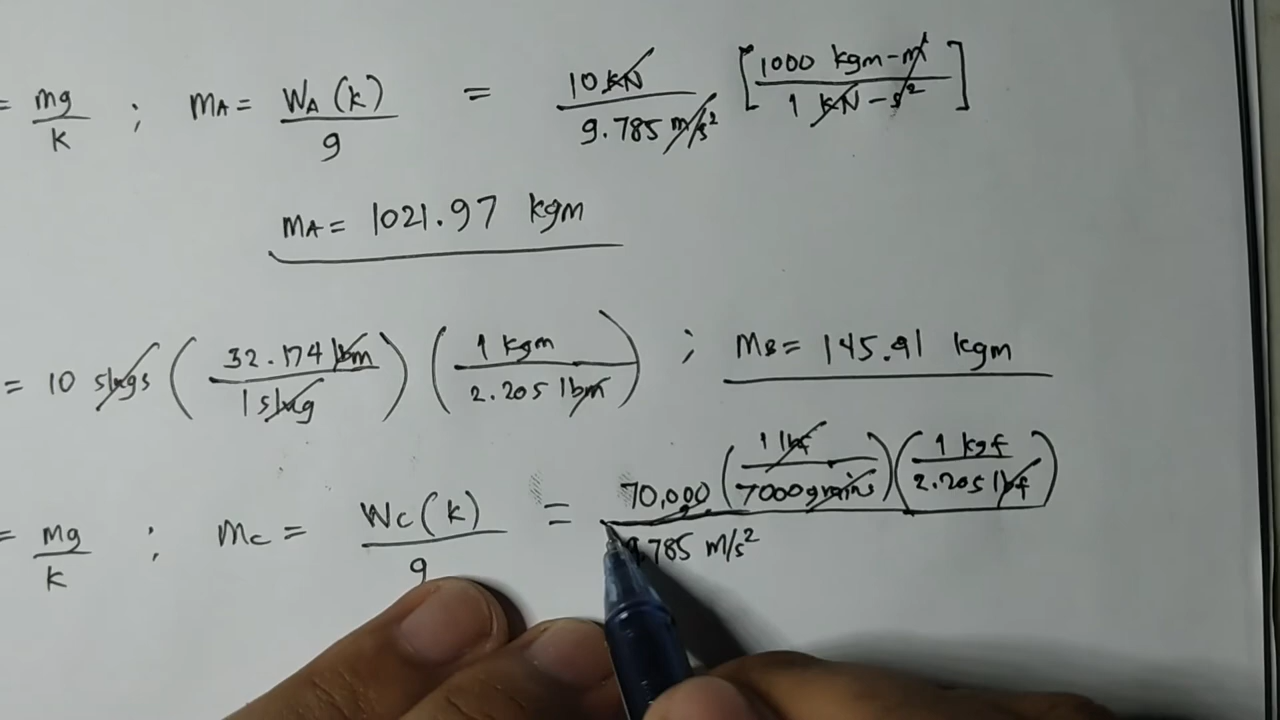 = mg/k ; mA = WA(k)/g = 10 kN / 9.785 m/s² [1000 kgm-m / 1 kN-s²]
mA = 1021.97 kgm
= 10 slugs (32.174 lbm / 1 slug) (1 kgm / 2.205 lbm) ; mB = 145.91 kgm
= mg/k ; mC = WC(k)/g = 70,000 (1 lbf / 7000 grains) (1 kgf / 2.205 lbf) / 9.785 m/s²